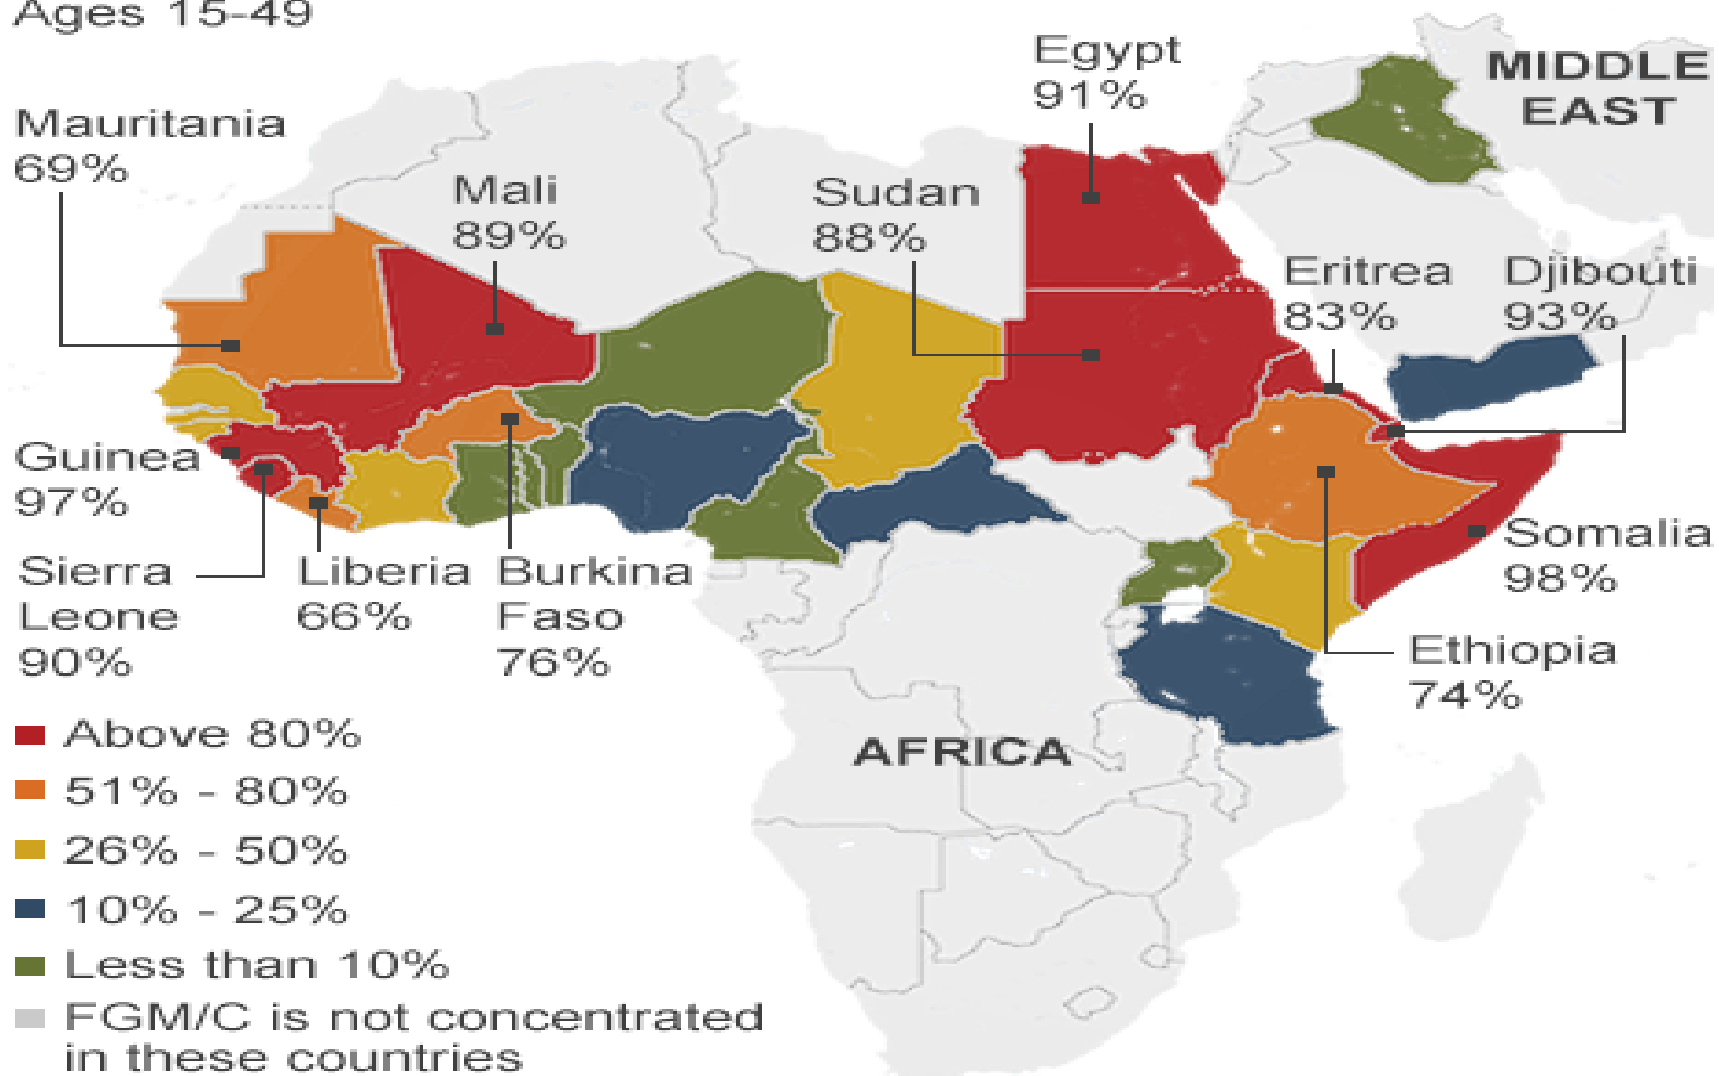 Ages 15-49
Egypt
91%
MIDDLE
EAST
Mauritania
69%
Mali
89%
Sudan
88%
Eritrea
83%
Djibouti
93%
Guinea
97%
Sierra
Leone
90%
Liberia
66%
Burkina
Faso
76%
Somalia
98%
Ethiopia
74%
AFRICA
Above 80%
51% - 80%
26% - 50%
10% - 25%
Less than 10%
FGM/C is not concentrated
in these countries